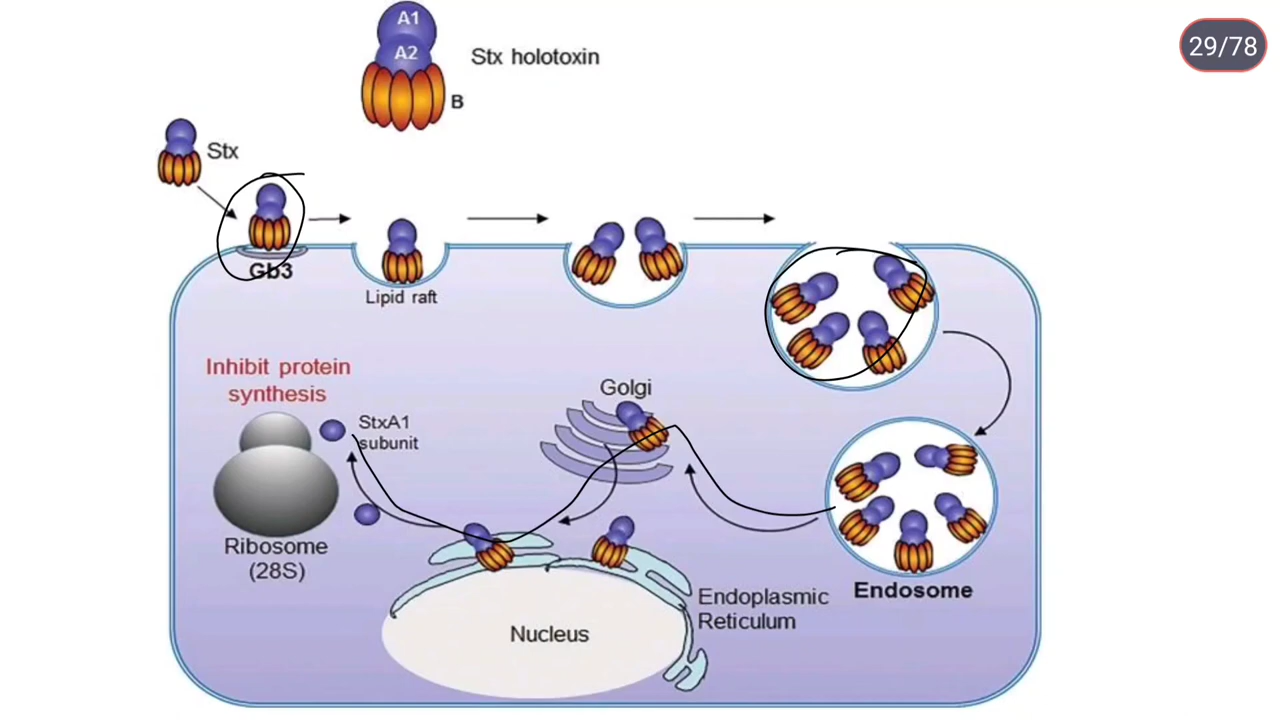 A1
A2
Stx holotoxin
B
29/78
Stx
Gb3
Lipid raft
Inhibit protein
synthesis
StxA1
subunit
Golgi
Ribosome
(28S)
Nucleus
Endoplasmic
Reticulum
Endosome